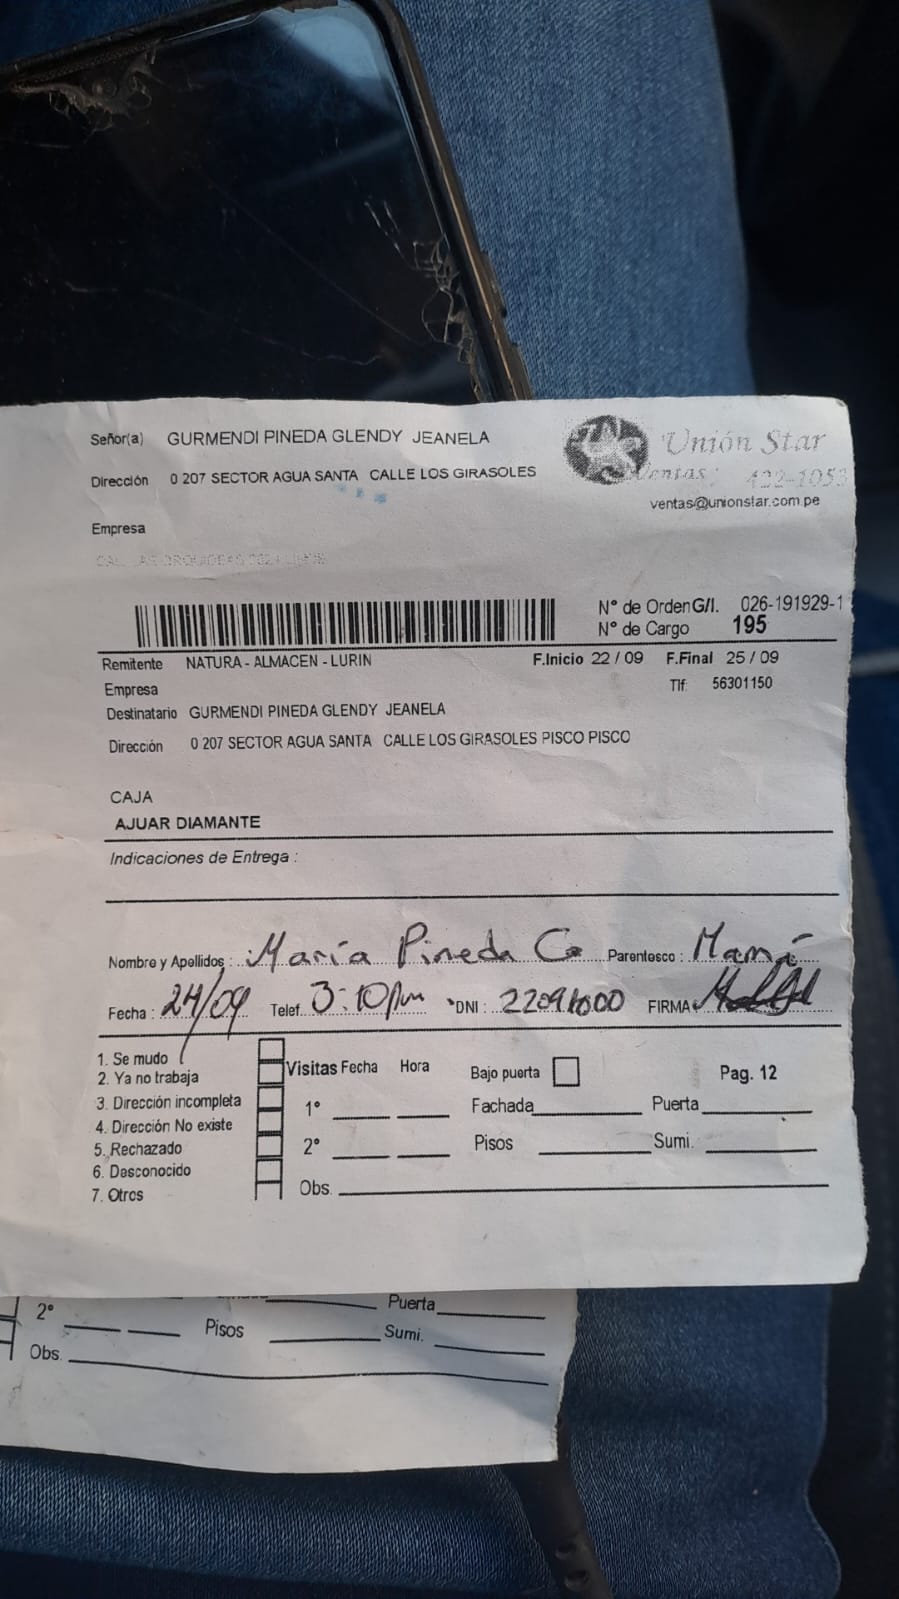 Señor(a) GURMENDI PINEDA GLENDY JEANELA
Unión Star
Dirección 0 207 SECTOR AGUA SANTA CALLE LOS GIRASOLES
Ventas: 422-1053
ventas@unionstar.com.pe
Empresa
N° de Orden G/I. 026-191929-1
N° de Cargo 195
Remitente NATURA - ALMACEN - LURIN F.Inicio 22 / 09 F.Final 25 / 09
Empresa Tlf: 56301150
Destinatario GURMENDI PINEDA GLENDY JEANELA
Dirección 0 207 SECTOR AGUA SANTA CALLE LOS GIRASOLES PISCO PISCO
CAJA
AJUAR DIAMANTE
Indicaciones de Entrega :
Nombre y Apellidos : María Pineda Parentesco : Mamá
Fecha : 24/09 Telef. 3:10pm DNI : FIRMA
1. Se mudo
2. Ya no trabaja
3. Dirección incompleta
4. Dirección No existe
5. Rechazado
6. Desconocido
7. Otros
Visitas Fecha Hora Bajo puerta Pag. 12
1° Fachada Puerta
2° Pisos Sumi.
Obs.
Puerta
2° Pisos Sumi.
Obs.